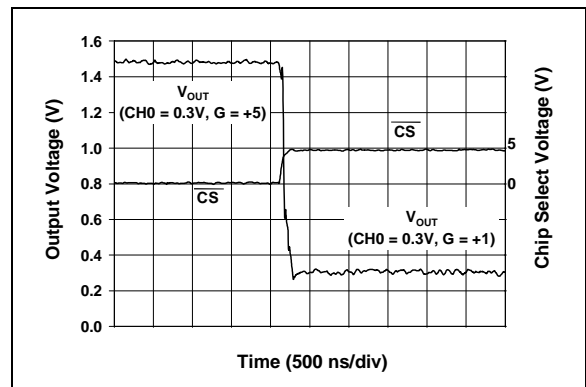 1.6
1.4
1.2
1.0
0.8
0.6
0.4
0.2
0.0
Output Voltage (V)
VOUT
(CH0 = 0.3V, G = +5)
CS
CS
VOUT
(CH0 = 0.3V, G = +1)
5
0
Chip Select Voltage (V)
Time (500 ns/div)